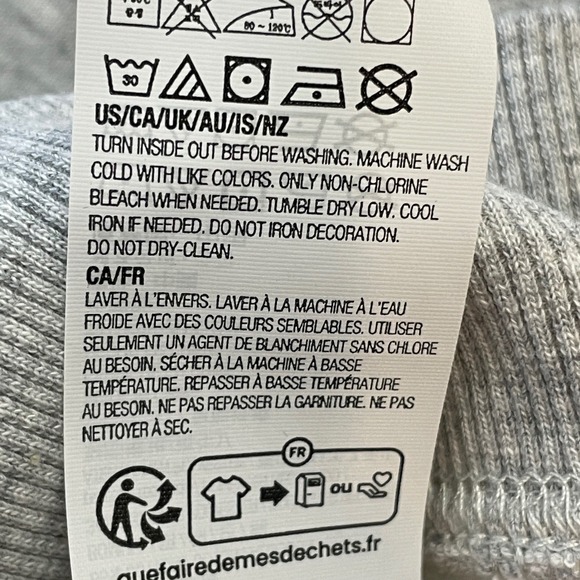 80~120℃
30
US/CA/UK/AU/IS/NZ
TURN INSIDE OUT BEFORE WASHING. MACHINE WASH
COLD WITH LIKE COLORS. ONLY NON-CHLORINE
BLEACH WHEN NEEDED. TUMBLE DRY LOW. COOL
IRON IF NEEDED. DO NOT IRON DECORATION.
DO NOT DRY-CLEAN.
CA/FR
LAVER À L'ENVERS. LAVER À LA MACHINE À L'EAU
FROIDE AVEC DES COULEURS SEMBLABLES. UTILISER
SEULEMENT UN AGENT DE BLANCHIMENT SANS CHLORE
AU BESOIN. SÉCHER À LA MACHINE À BASSE
TEMPÉRATURE. REPASSER À BASSE TEMPÉRATURE
AU BESOIN. NE PAS REPASSER LA GARNITURE. NE PAS
NETTOYER À SEC.
FR
OU
quefairedemesdechets.fr